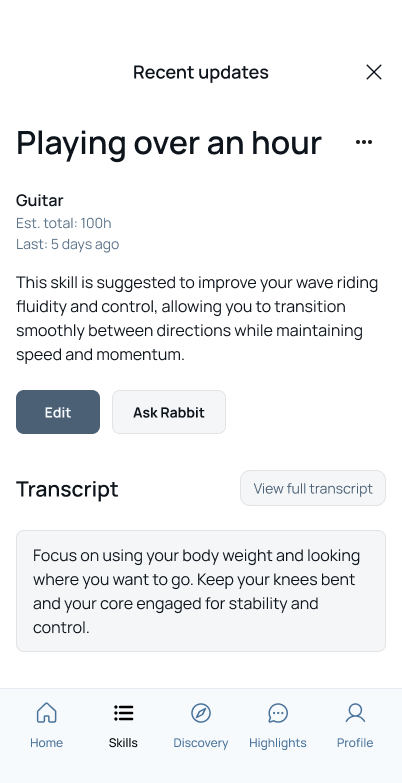 Recent updates
Playing over an hour
Guitar
Est. total: 100h
Last: 5 days ago
This skill is suggested to improve your wave riding
fluidity and control, allowing you to transition
smoothly between directions while maintaining
speed and momentum.
Edit
Ask Rabbit
Transcript
View full transcript
Focus on using your body weight and looking
where you want to go. Keep your knees bent
and your core engaged for stability and
control.
Home
Skills
Discovery
Highlights
Profile